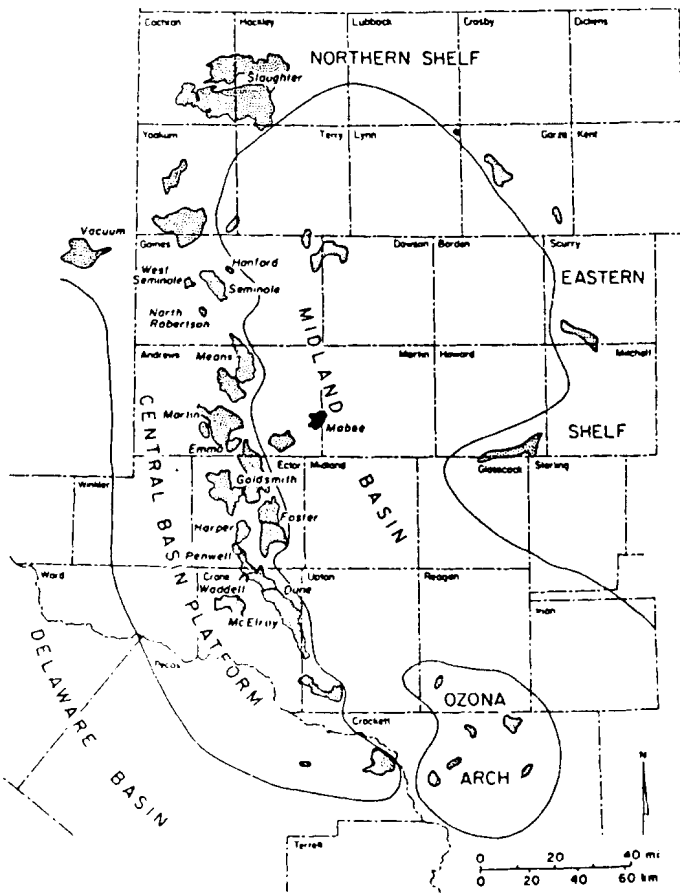 Cochran
Hockley
Lubbock
Crosby
Dickens
NORTHERN SHELF
Slaughter
Yoakum
Terry
Lynn
Garza
Kent
Vacuum
Gaines
Dawson
Borden
Scurry
West
Seminole
Hanford
Seminole
EASTERN
North
Robertson
MIDLAND
Andrews
Means
Martin
Howard
Mitchell
Martin
Mabee
SHELF
Emma
Ector
Midland
Glasscock
Sterling
CENTRAL BASIN PLATFORM
Winkler
Goldsmith
BASIN
Harper
Foster
Penwell
Ward
Crane
Upton
Reagan
Waddell
Dune
Irion
McElroy
DELAWARE BASIN
Pecos
OZONA
Crockett
ARCH
N
Terrell
0 20 40 mi
0 20 40 60 km